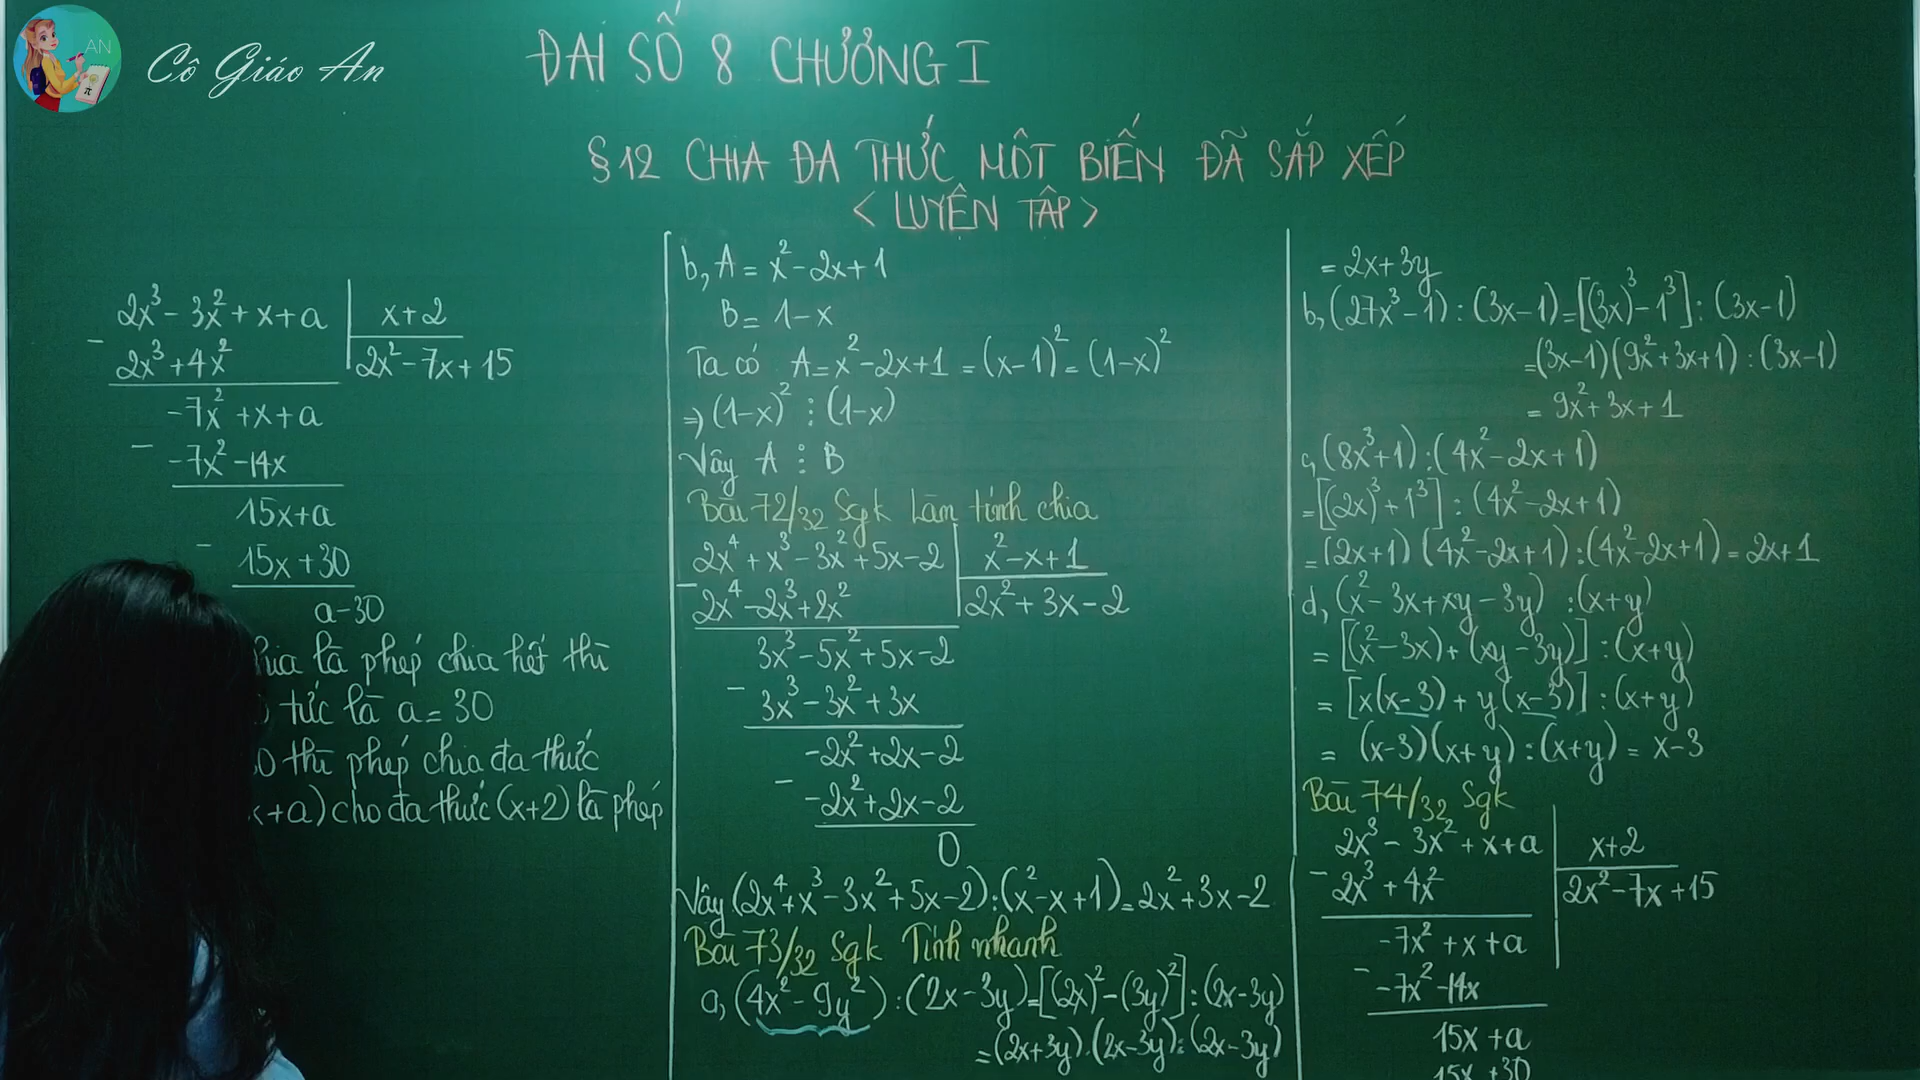 AN
Cô Giáo An
ĐẠI SỐ 8 CHƯƠNG I
§12 CHIA ĐA THỨC MỘT BIẾN ĐÃ SẮP XẾP
< LUYỆN TẬP >
2x³ - 3x² + x + a | x+2
- 2x³ + 4x² | 2x² - 7x + 15
-7x² + x + a
- -7x² - 14x
15x + a
- 15x + 30
a - 30
chia là phép chia hết thì
tức là a = 30
thì phép chia đa thức
x+a) cho đa thức (x+2) là phép
b, A = x² - 2x + 1
B = 1 - x
Ta có A = x² - 2x + 1 = (x-1)² = (1-x)²
=> (1-x)² ⋮ (1-x)
Vậy A ⋮ B
Bài 72/32 Sgk Làm tính chia
2x⁴ + x³ - 3x² + 5x - 2 | x² - x + 1
- 2x⁴ - 2x³ + 2x² | 2x² + 3x - 2
3x³ - 5x² + 5x - 2
- 3x³ - 3x² + 3x
-2x² + 2x - 2
- -2x² + 2x - 2
0
Vậy (2x⁴ + x³ - 3x² + 5x - 2) : (x² - x + 1) = 2x² + 3x - 2
Bài 73/32 Sgk Tính nhanh
a, (4x² - 9y²) : (2x - 3y) = [(2x)² - (3y)²] : (2x - 3y)
= (2x+3y).(2x-3y) : (2x-3y)
= 2x + 3y
b, (27x³ - 1) : (3x - 1) = [(3x)³ - 1³] : (3x - 1)
= (3x-1)(9x² + 3x + 1) : (3x-1)
= 9x² + 3x + 1
c, (8x³+1) : (4x² - 2x + 1)
= [(2x)³ + 1³] : (4x² - 2x + 1)
= (2x+1)(4x² - 2x + 1) : (4x² - 2x + 1) = 2x + 1
d, (x² - 3x + xy - 3y) : (x+y)
= [(x² - 3x) + (xy - 3y)] : (x+y)
= [x(x-3) + y(x-3)] : (x+y)
= (x-3)(x+y) : (x+y) = x-3
Bài 74/32 Sgk
2x³ - 3x² + x + a | x+2
- 2x³ + 4x² | 2x² - 7x + 15
-7x² + x + a
- -7x² - 14x
15x + a
15x + 30